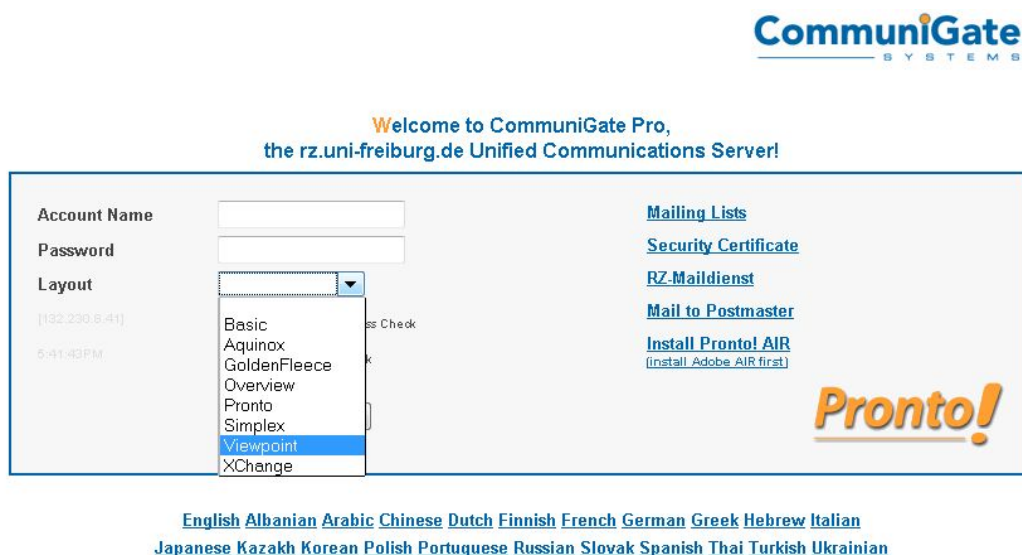 CommuniGate
SYSTEMS
Welcome to CommuniGate Pro,
the rz.uni-freiburg.de Unified Communications Server!
Account Name
Password
Layout
[132.230.6.41]
5:41:43PM
Basic
Aquinox
GoldenFleece
Overview
Pronto
Simplex
Viewpoint
XChange
Check
Mailing Lists
Security Certificate
RZ-Maildienst
Mail to Postmaster
Install Pronto! AIR
(install Adobe AIR first)
Pronto!
English Albanian Arabic Chinese Dutch Finnish French German Greek Hebrew Italian
Japanese Kazakh Korean Polish Portuguese Russian Slovak Spanish Thai Turkish Ukrainian